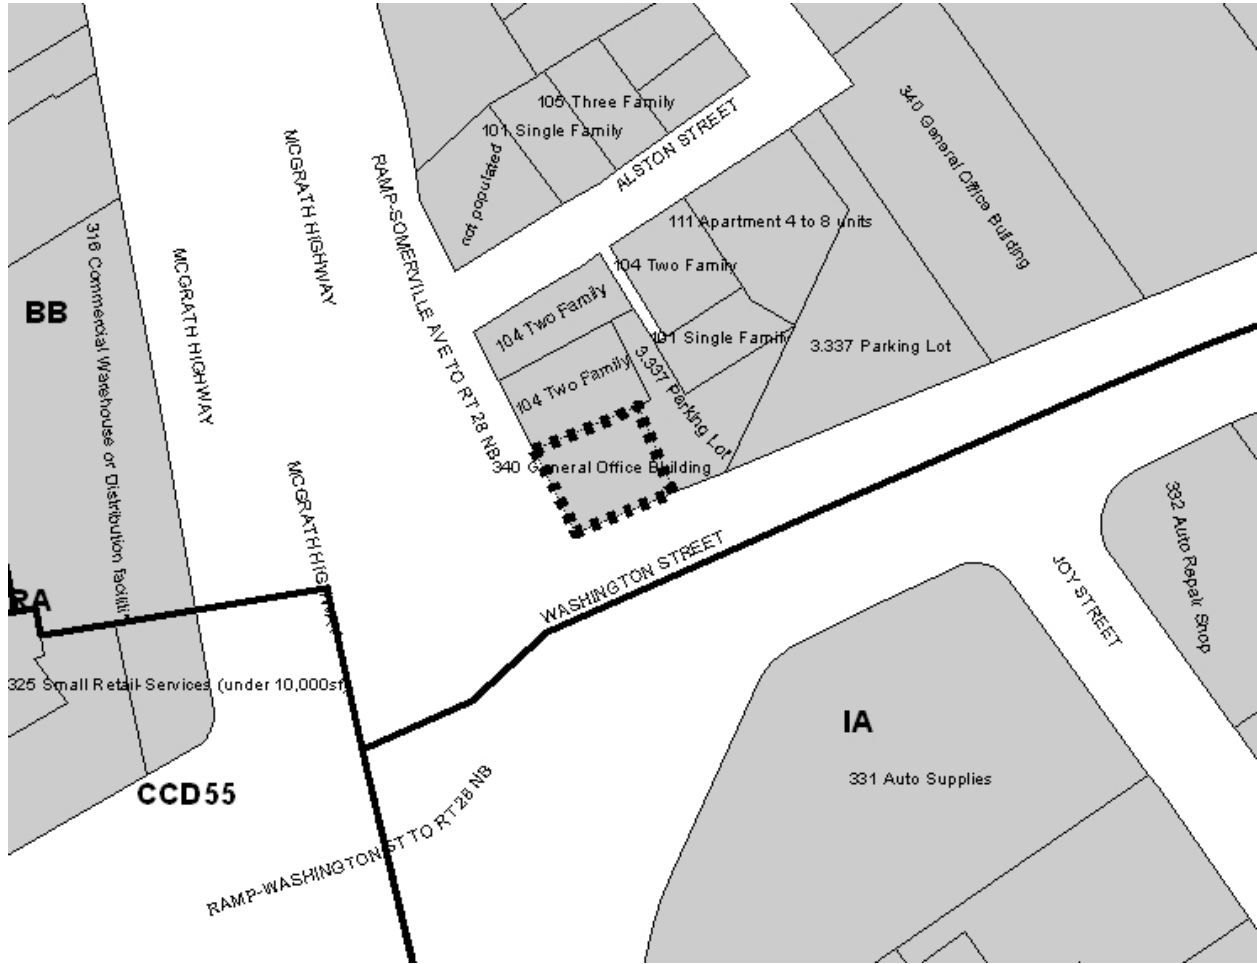 105 Three Family
101 Single Family
not populated
ALSTON STREET
340 General Office Building
MCGRATH HIGHWAY
RAMP-SOMERVILLE AVE TO RT 28 NB
111 Apartment 4 to 8 units
104 Two Family
316 Commercial Warehouse or Distribution facilit
MCGRATH HIGHWAY
BB
104 Two Family
101 Single Family
3.337 Parking Lot
3.337 Parking Lot
104 Two Family
340 General Office Building
MCGRATH HIGHWAY
332 Auto Repair Shop
WASHINGTON STREET
JOY STREET
RA
325 Small Retail-Services (under 10,000sf)
IA
331 Auto Supplies
CCD55
RAMP-WASHINGTON ST TO RT 28 NB